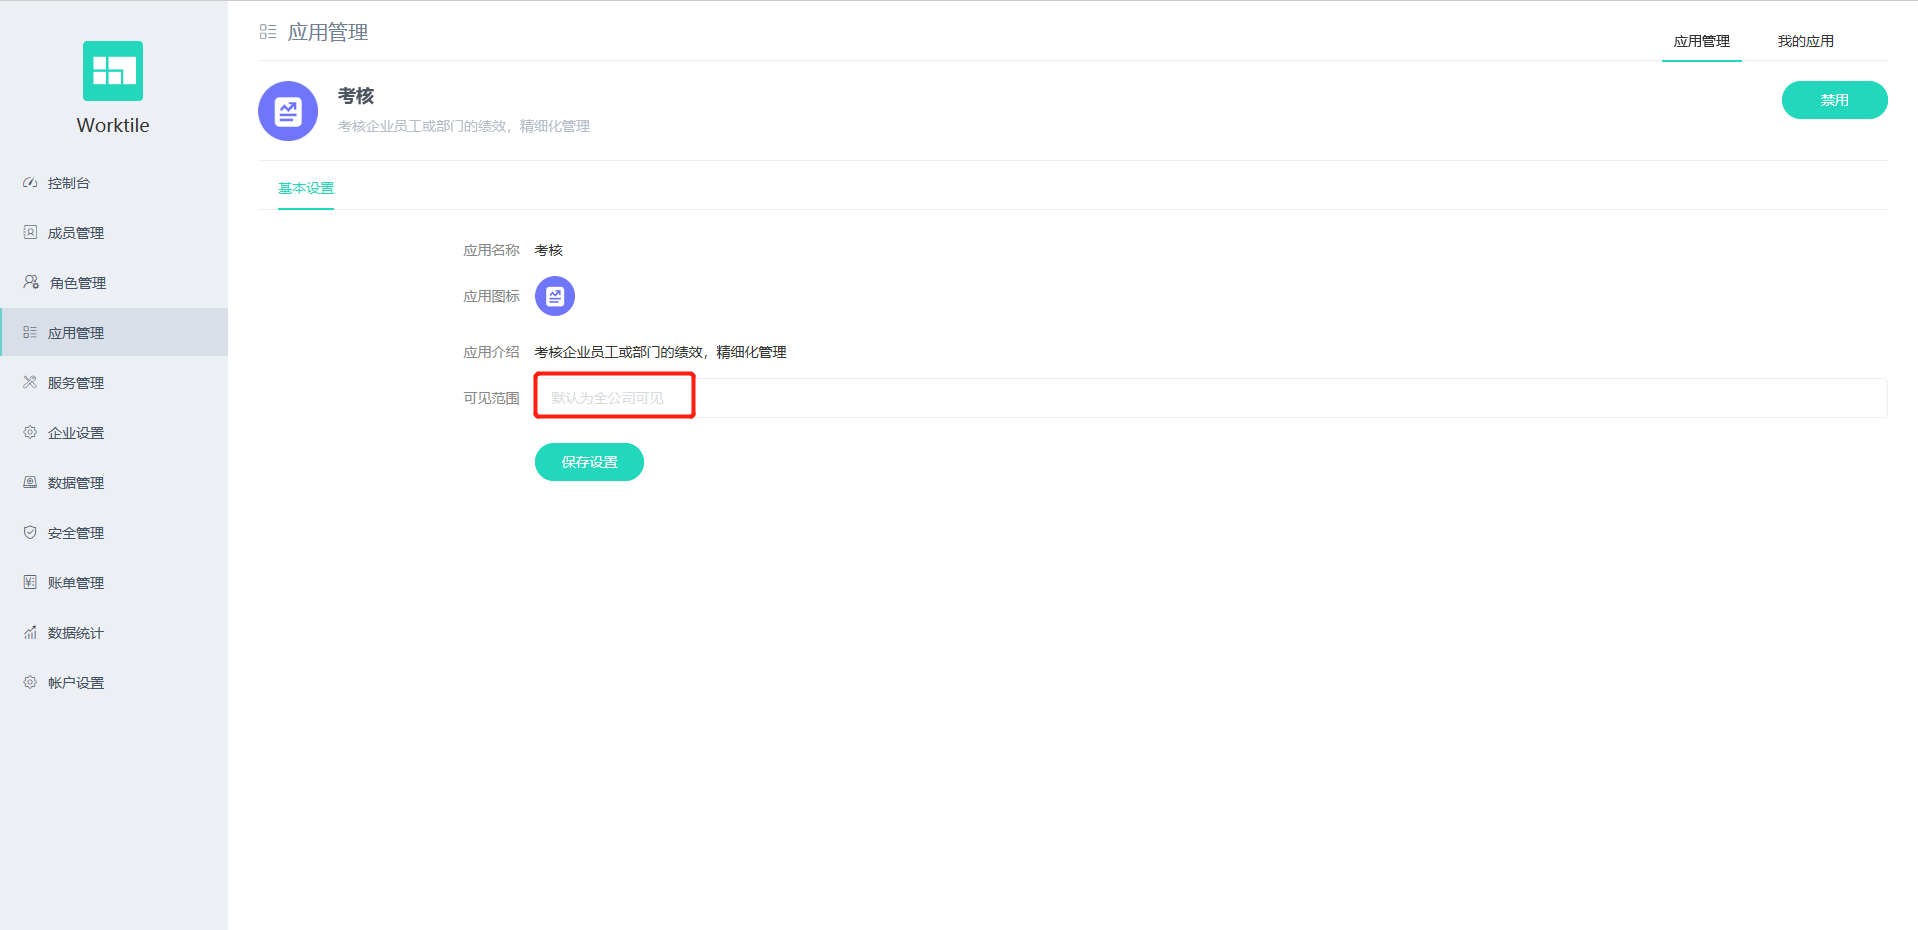 Worktile
控制台
成员管理
角色管理
应用管理
服务管理
企业设置
数据管理
安全管理
账单管理
数据统计
帐户设置
应用管理
应用管理 我的应用
考核
考核企业员工或部门的绩效，精细化管理
禁用
基本设置
应用名称 考核
应用图标
应用介绍 考核企业员工或部门的绩效，精细化管理
可见范围 默认为全公司可见
保存设置